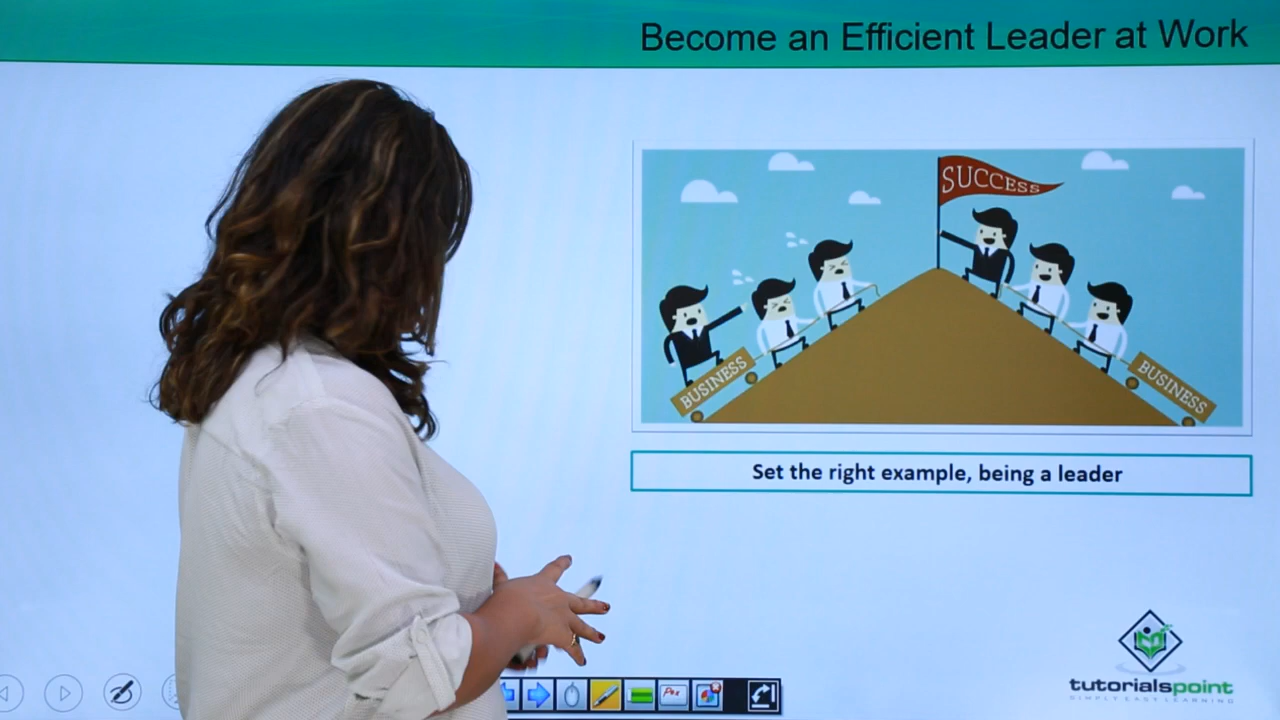 Become an Efficient Leader at Work
SUCCESS
BUSINESS
BUSINESS
Set the right example, being a leader
Pen
tutorialspoint
SIMPLY EASY LEARNING